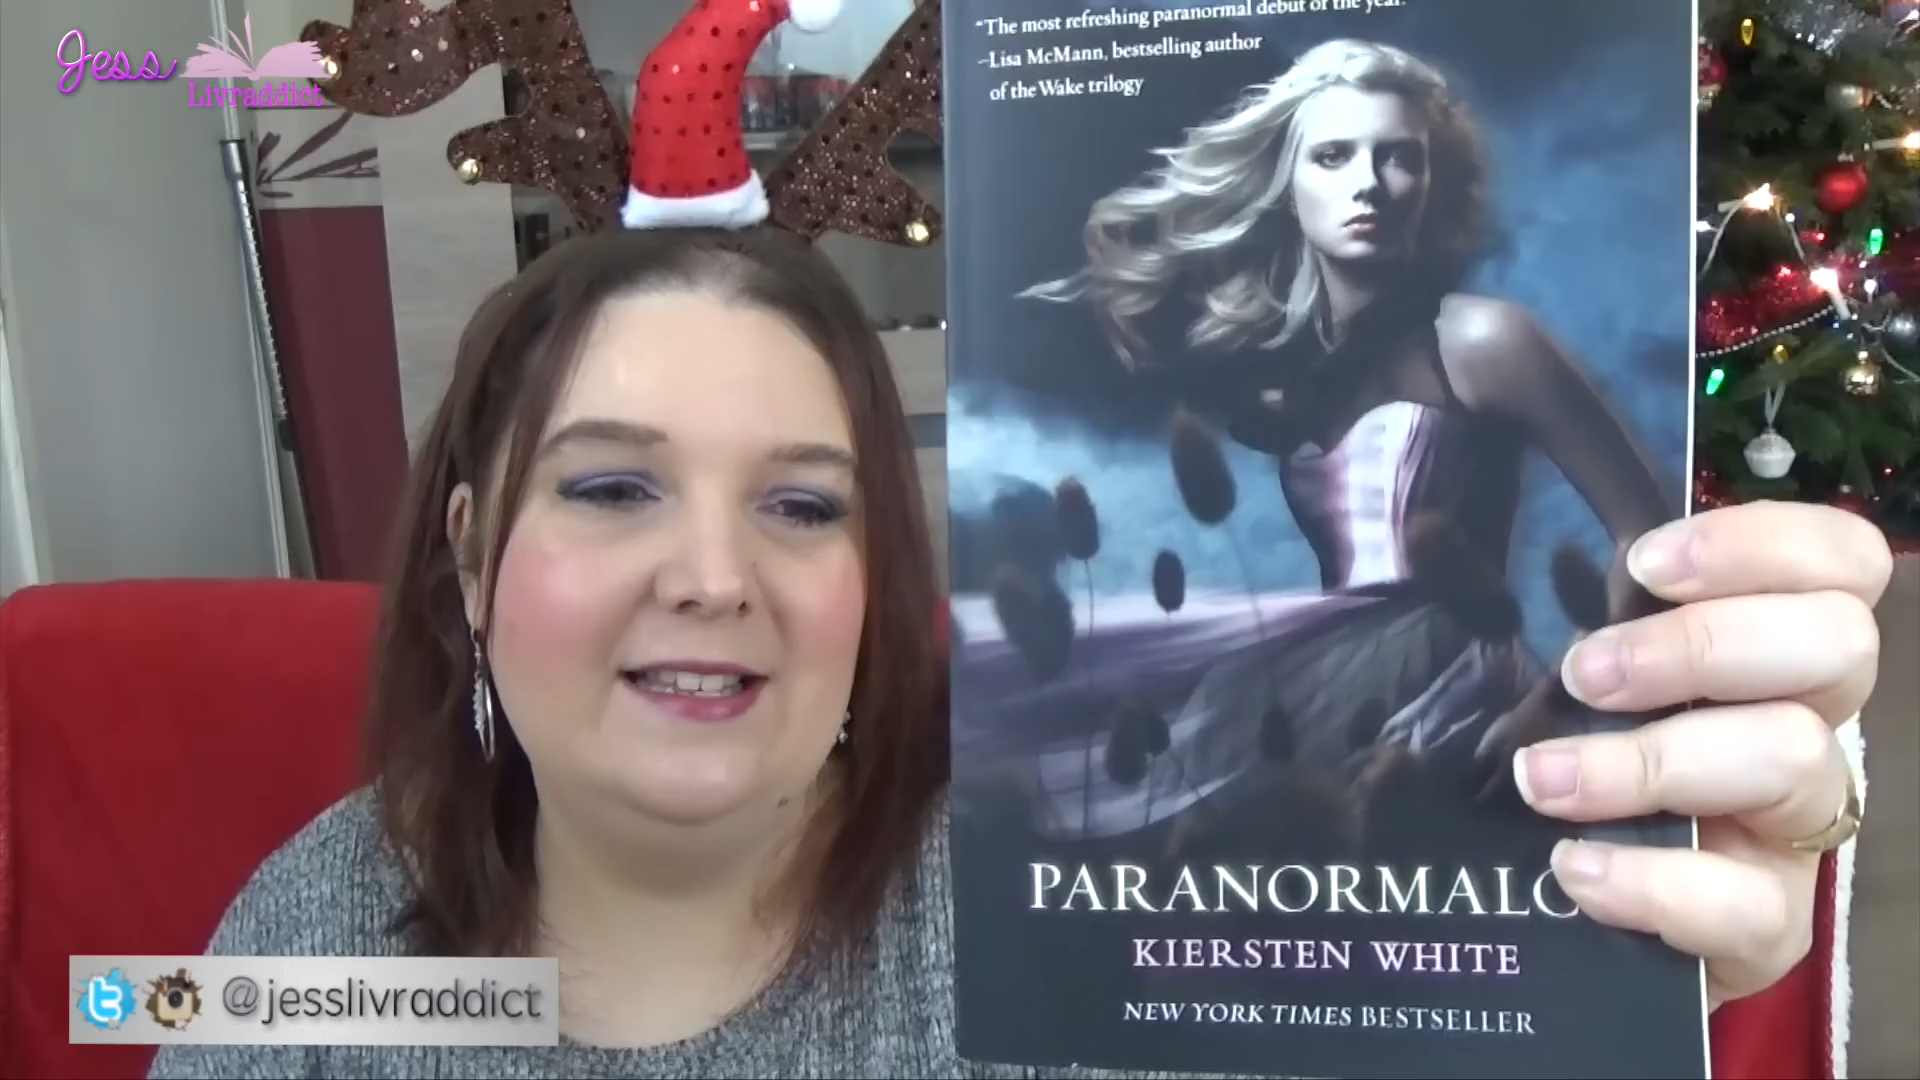 Jess
Livraddict
"The most refreshing paranormal debut of the year."
–Lisa McMann, bestselling author
of the Wake trilogy
PARANORMALC
KIERSTEN WHITE
NEW YORK TIMES BESTSELLER
@jesslivraddict